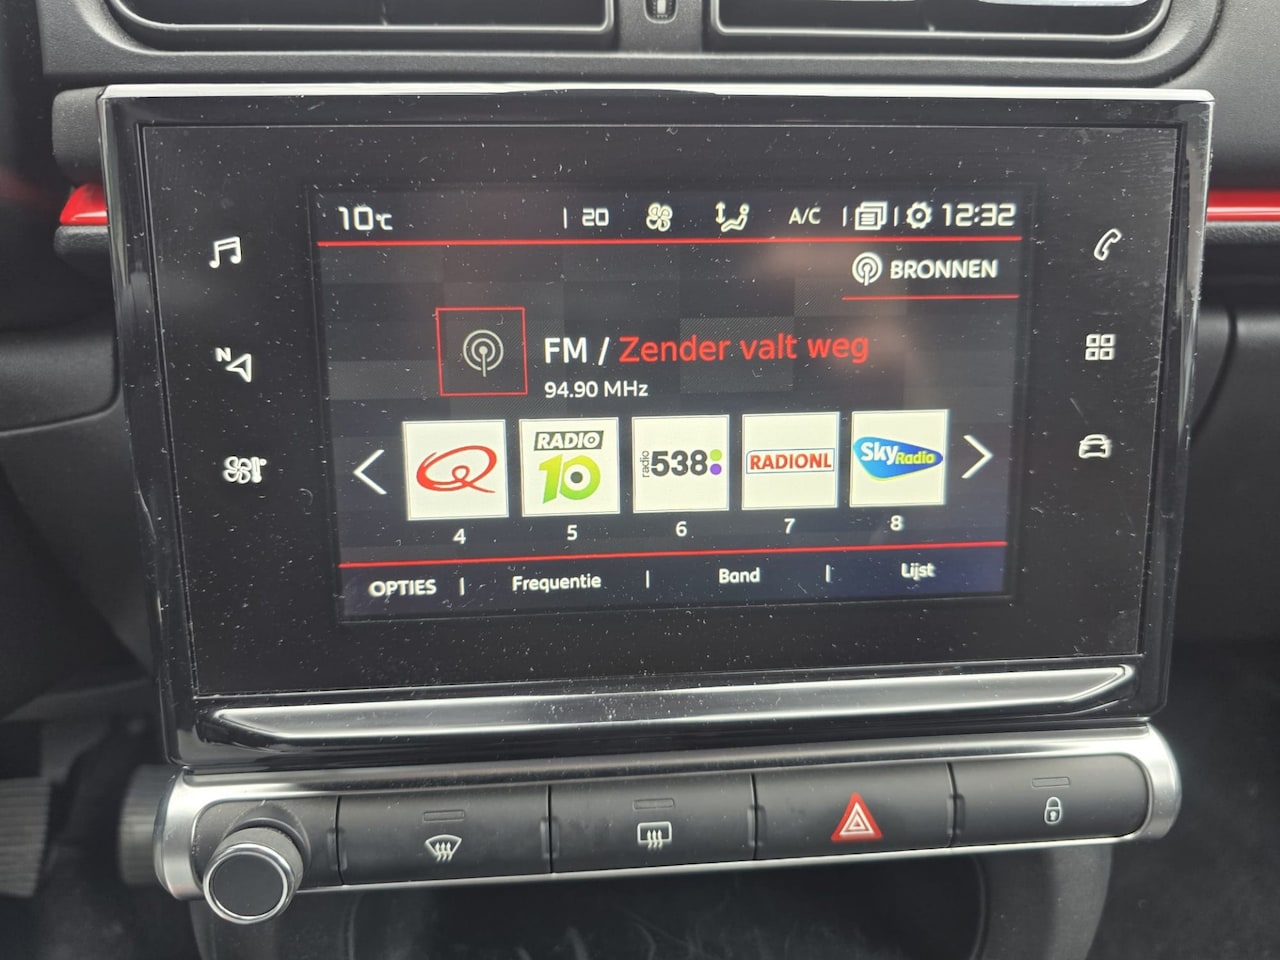 10°C | 20 A/C | | 12:32
BRONNEN
N
FM / Zender valt weg
94.90 MHz
Q
RADIO
10
radio
538
RADIONL
Sky Radio
4 5 6 7 8
OPTIES | Frequentie | Band | Lijst